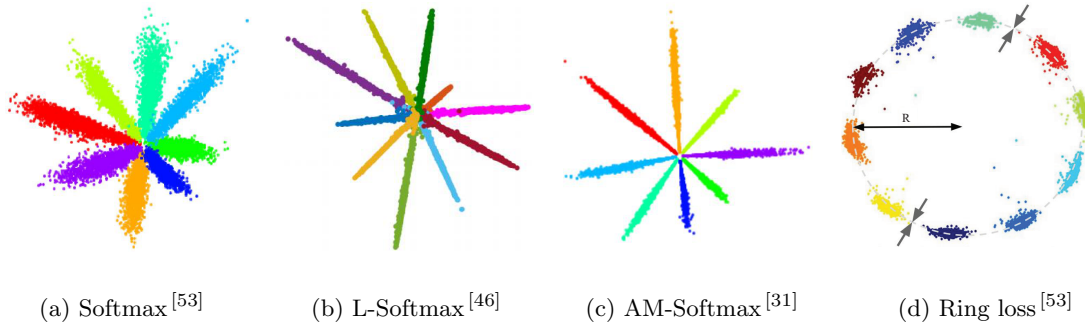 R
(a) Softmax[53]
(b) L-Softmax[46]
(c) AM-Softmax[31]
(d) Ring loss[53]